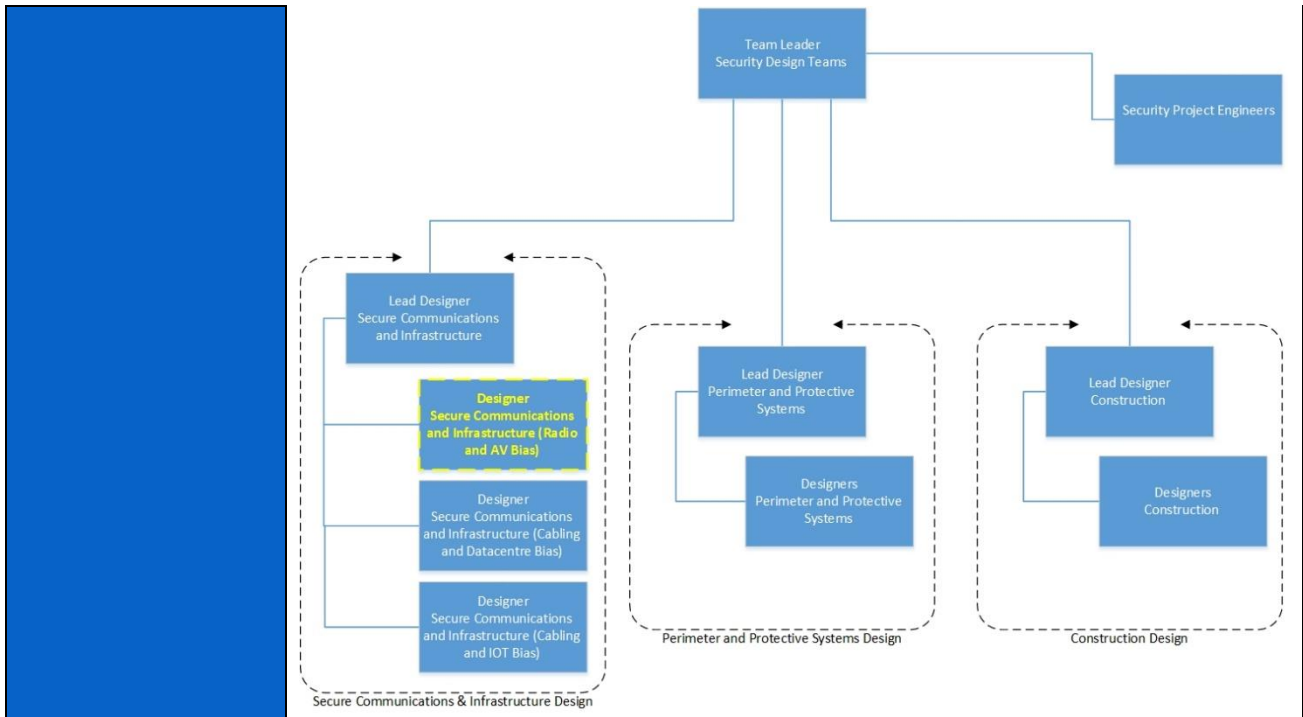 Team Leader
Security Design Teams
Security Project Engineers
Lead Designer
Secure Communications
and Infrastructure
Designer
Secure Communications
and Infrastructure (Radio
and AV Bias)
Designer
Secure Communications
and Infrastructure (Cabling
and Datacentre Bias)
Designer
Secure Communications
and Infrastructure (Cabling
and IOT Bias)
Secure Communications & Infrastructure Design
Lead Designer
Perimeter and Protective
Systems
Designers
Perimeter and Protective
Systems
Perimeter and Protective Systems Design
Lead Designer
Construction
Designers
Construction
Construction Design